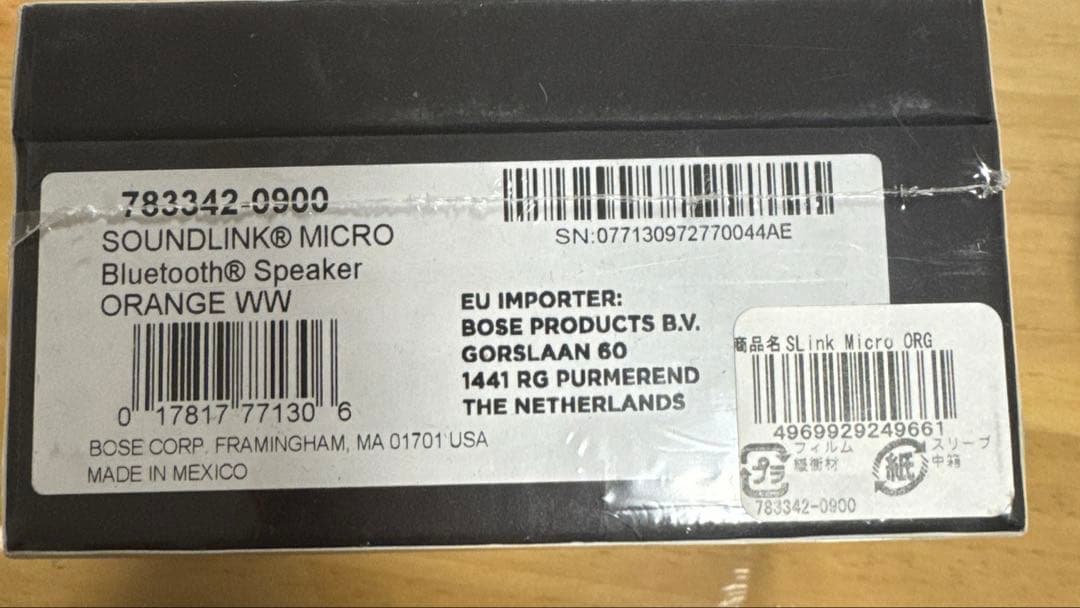 783342-0900
SOUNDLINK® MICRO
Bluetooth® Speaker
ORANGE WW
0 17817 77130 6
BOSE CORP. FRAMINGHAM, MA 01701 USA
MADE IN MEXICO
SN:077130972770044AE
EU IMPORTER:
BOSE PRODUCTS B.V.
GORSLAAN 60
1441 RG PURMEREND
THE NETHERLANDS
商品名 SLink Micro ORG
4969929249661
プラ
フィルム
緩衝材
紙
スリーブ
中箱
783342-0900